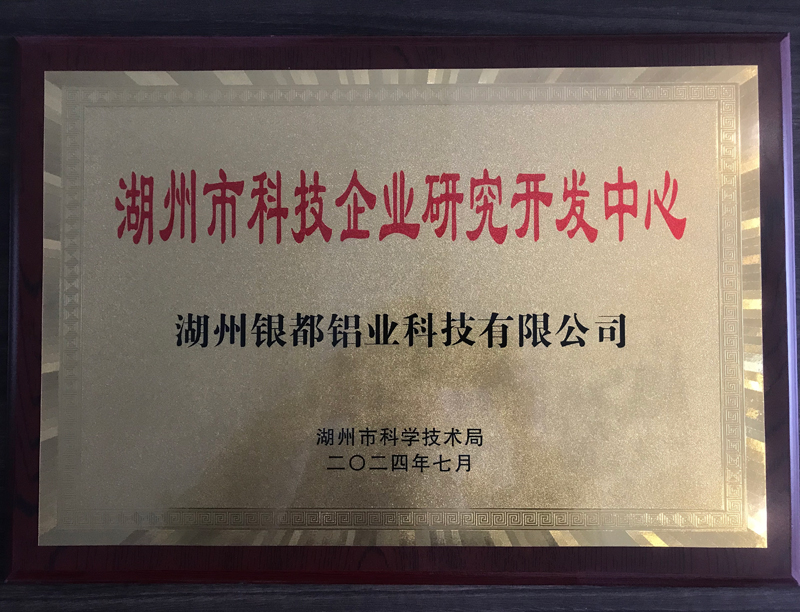 湖州市科技企业研究开发中心
湖州银都铝业科技有限公司
湖州市科学技术局
二〇二四年七月